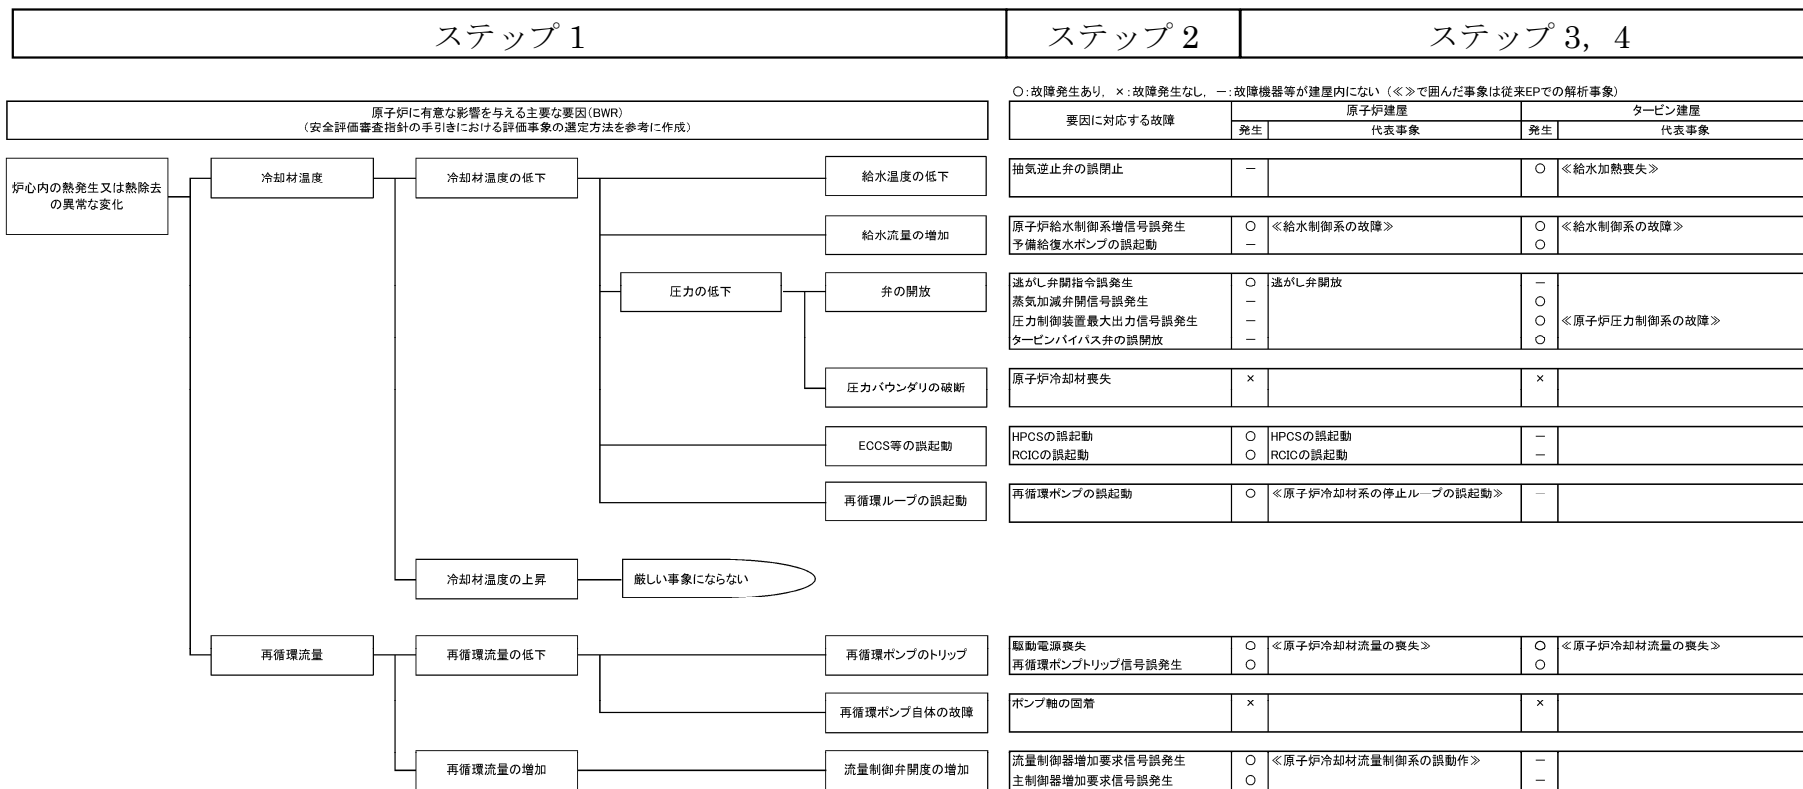 ステップ 1
ステップ 2
ステップ 3, 4
○:故障発生あり, ×:故障発生なし, －:故障機器等が建屋内にない (≪≫で囲んだ事象は従来EPでの解析事象)
原子炉に有意な影響を与える主要な要因(BWR)
(安全評価審査指針の手引きにおける評価事象の選定方法を参考に作成)
要因に対応する故障
原子炉建屋
タービン建屋
発生
代表事象
発生
代表事象
炉心内の熱発生又は熱除去
の異常な変化
冷却材温度
冷却材温度の低下
給水温度の低下
抽気逆止弁の誤閉止 － ○ ≪給水加熱喪失≫
給水流量の増加
原子炉給水制御系増信号誤発生 ○ ≪給水制御系の故障≫ ○ ≪給水制御系の故障≫
予備給復水ポンプの誤起動 － ○
圧力の低下
弁の開放
逃がし弁開指令誤発生 ○ 逃がし弁開放 －
蒸気加減弁開信号誤発生 － ○
圧力制御装置最大出力信号誤発生 － ○ ≪原子炉圧力制御系の故障≫
タービンバイパス弁の誤開放 － ○
圧力バウンダリの破断
原子炉冷却材喪失 × ×
ECCS等の誤起動
HPCSの誤起動 ○ HPCSの誤起動 －
RCICの誤起動 ○ RCICの誤起動 －
再循環ループの誤起動
再循環ポンプの誤起動 ○ ≪原子炉冷却材系の停止ループの誤起動≫ －
冷却材温度の上昇
厳しい事象にならない
再循環流量
再循環流量の低下
再循環ポンプのトリップ
駆動電源喪失 ○ ≪原子炉冷却材流量の喪失≫ ○ ≪原子炉冷却材流量の喪失≫
再循環ポンプトリップ信号誤発生 ○ ○
再循環ポンプ自体の故障
ポンプ軸の固着 × ×
再循環流量の増加
流量制御弁開度の増加
流量制御器増加要求信号誤発生 ○ ≪原子炉冷却材流量制御系の誤動作≫ －
主制御器増加要求信号誤発生 ○ －